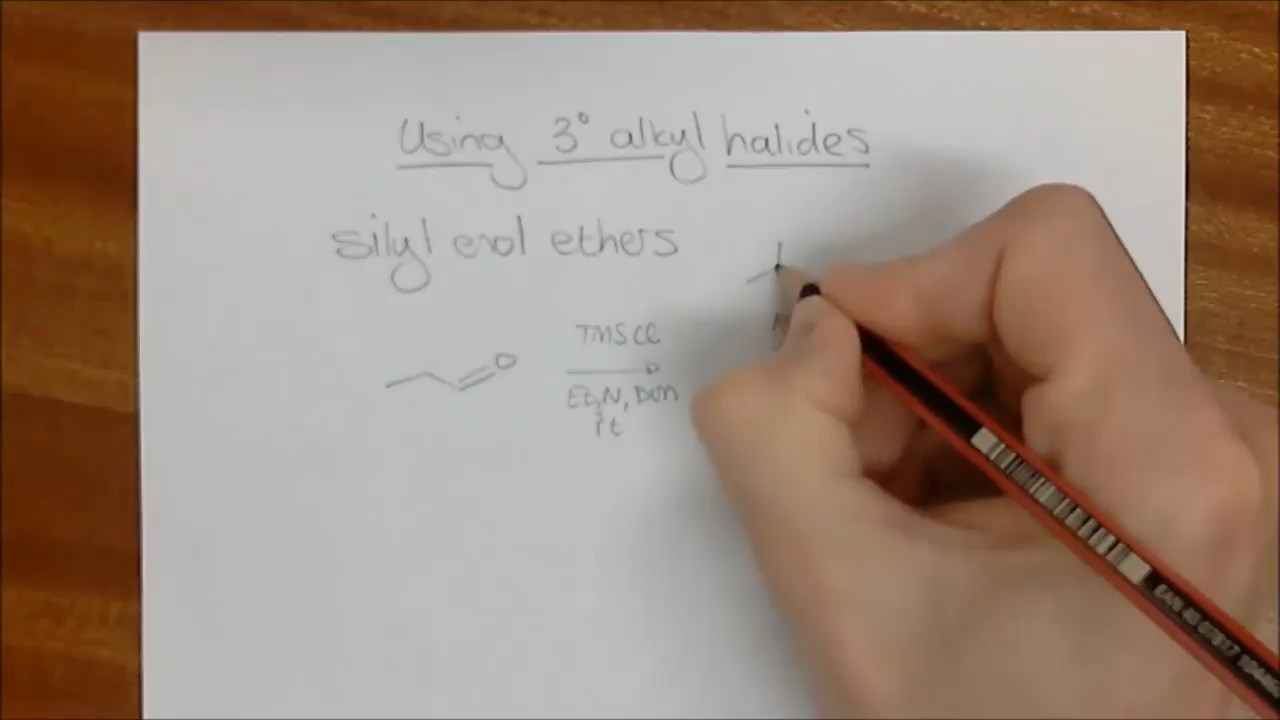 Using 3° alkyl halides
silyl enol ethers
TMSCl
O
Et₃N, DCM
rt